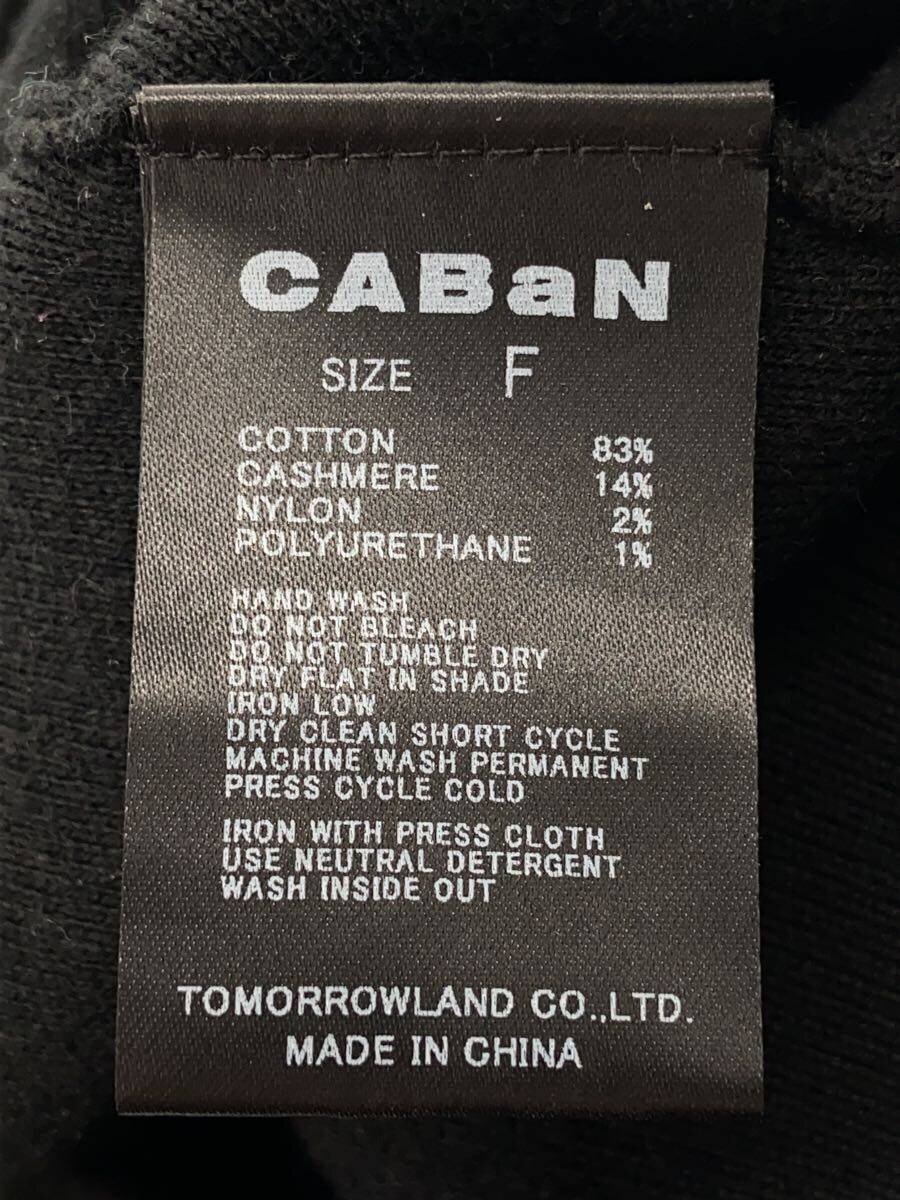 CABaN
SIZE F
COTTON 83%
CASHMERE 14%
NYLON 2%
POLYURETHANE 1%
HAND WASH
DO NOT BLEACH
DO NOT TUMBLE DRY
DRY FLAT IN SHADE
IRON LOW
DRY CLEAN SHORT CYCLE
MACHINE WASH PERMANENT
PRESS CYCLE COLD
IRON WITH PRESS CLOTH
USE NEUTRAL DETERGENT
WASH INSIDE OUT
TOMORROWLAND CO.,LTD.
MADE IN CHINA